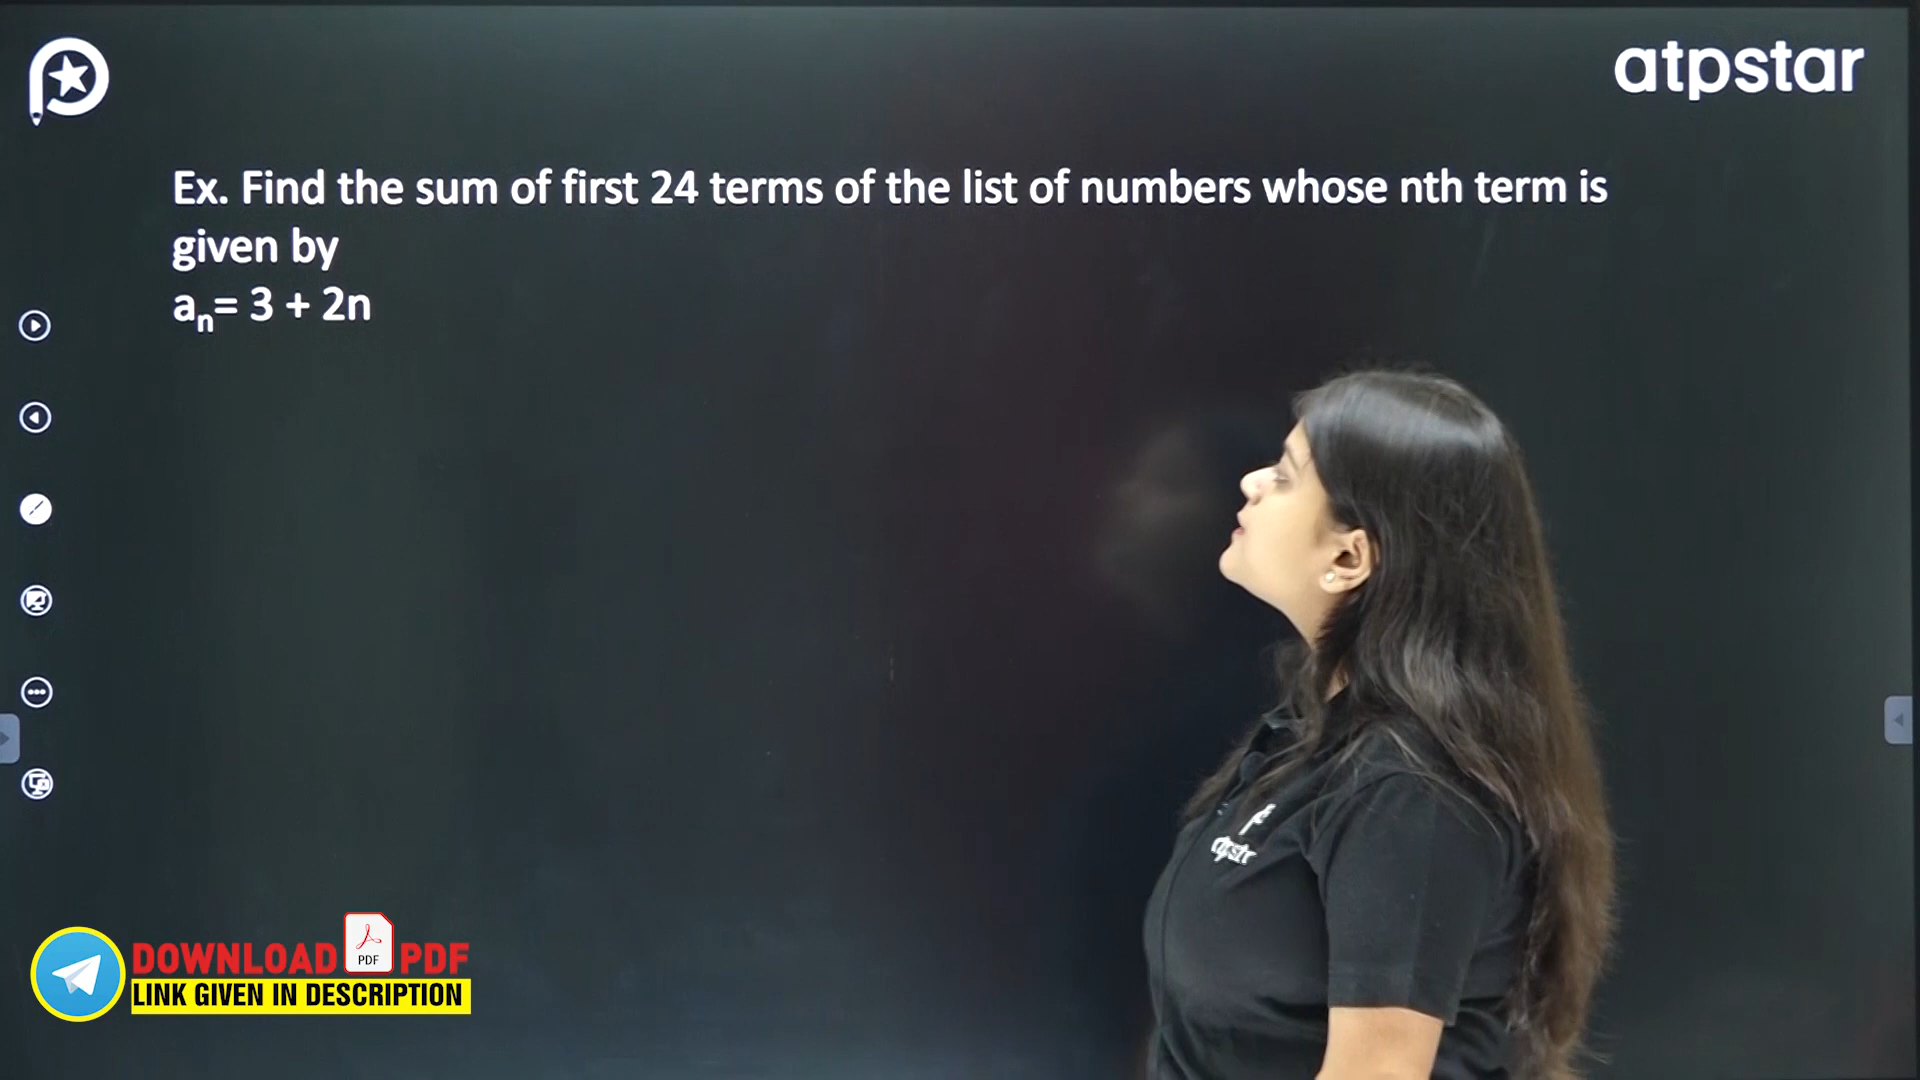 atpstar
Ex. Find the sum of first 24 terms of the list of numbers whose nth term is
given by
aₙ= 3 + 2n
atpstar
DOWNLOAD PDF PDF
LINK GIVEN IN DESCRIPTION